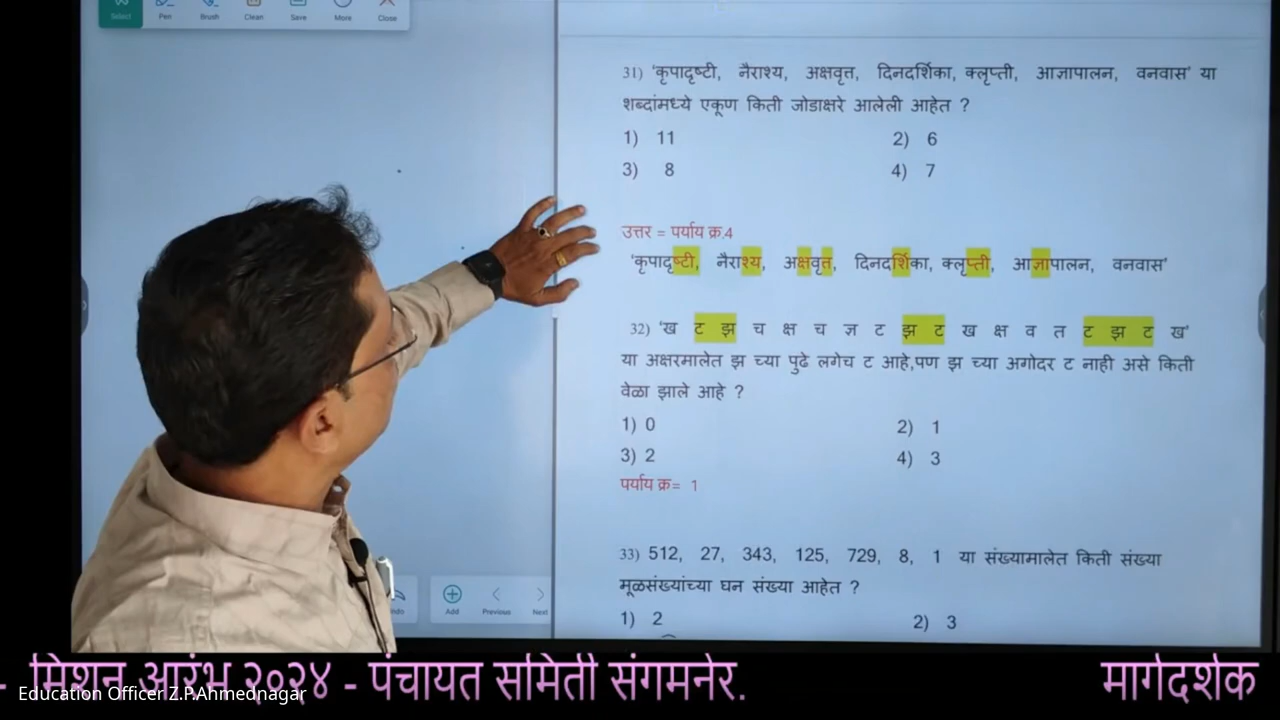 Select Pen Brush Clean Save More Close
31) 'कृपादृष्टी, नैराश्य, अक्षवृत्त, दिनदर्शिका, क्लृप्ती, आज्ञापालन, वनवास' या
शब्दांमध्ये एकूण किती जोडाक्षरे आलेली आहेत ?
1) 11 2) 6
3) 8 4) 7
उत्तर = पर्याय क्र.4
'कृपादृष्टी, नैराश्य, अक्षवृत्त, दिनदर्शिका, क्लृप्ती, आज्ञापालन, वनवास'
32) 'ख ट झ च क्ष च ज्ञ ट झ ट ख क्ष व त ट झ ट ख'
या अक्षरमालेत झ च्या पुढे लगेच ट आहे,पण झ च्या अगोदर ट नाही असे किती
वेळा झाले आहे ?
1) 0 2) 1
3) 2 4) 3
पर्याय क्र= 1
33) 512, 27, 343, 125, 729, 8, 1 या संख्यामालेत किती संख्या
मूळसंख्यांच्या घन संख्या आहेत ?
1) 2 2) 3
Add Previous Next
- मिशन आरंभ २०२४ - पंचायत समिती संगमनेर. मार्गदर्शक
Education Officer Z.P.Ahmednagar